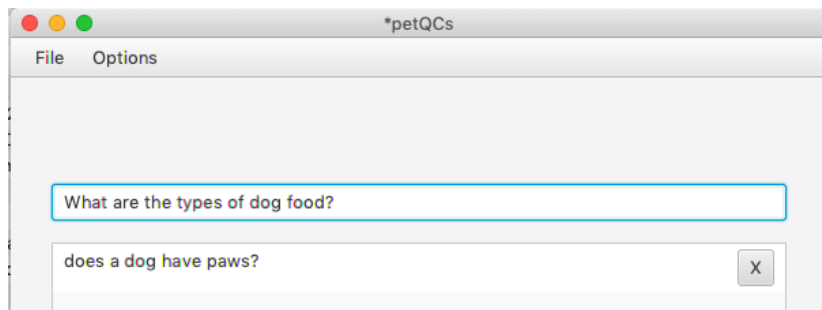 *petQCs
File Options
What are the types of dog food?
does a dog have paws?
X